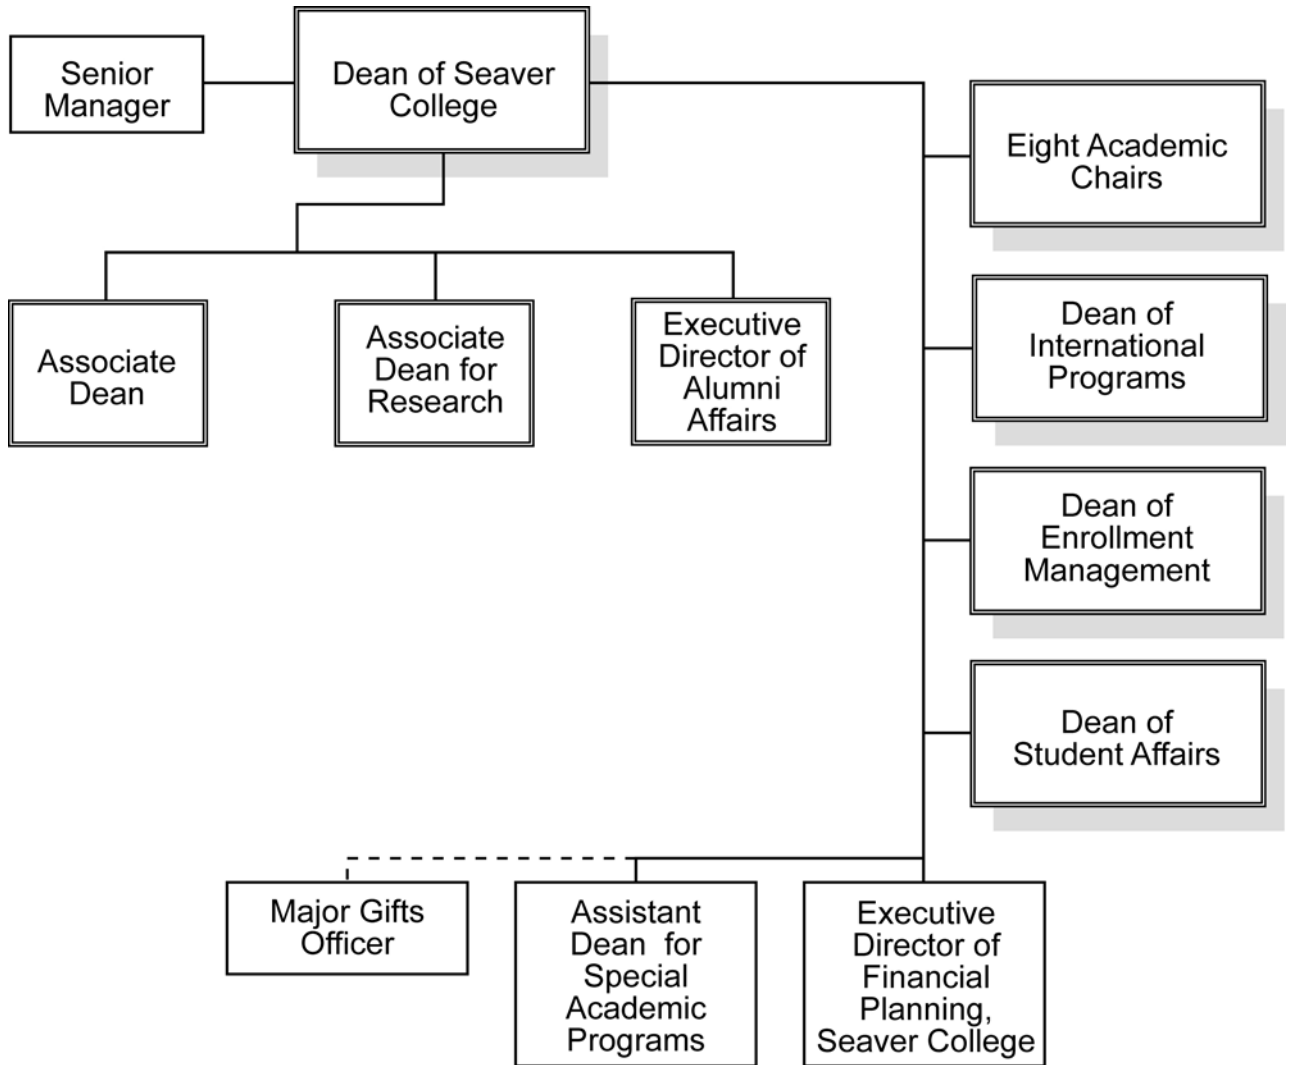 Senior
Manager
Dean of Seaver
College
Eight Academic
Chairs
Associate
Dean
Associate
Dean for
Research
Executive
Director of
Alumni
Affairs
Dean of
International
Programs
Dean of
Enrollment
Management
Dean of
Student Affairs
Major Gifts
Officer
Assistant
Dean for
Special
Academic
Programs
Executive
Director of
Financial
Planning,
Seaver College